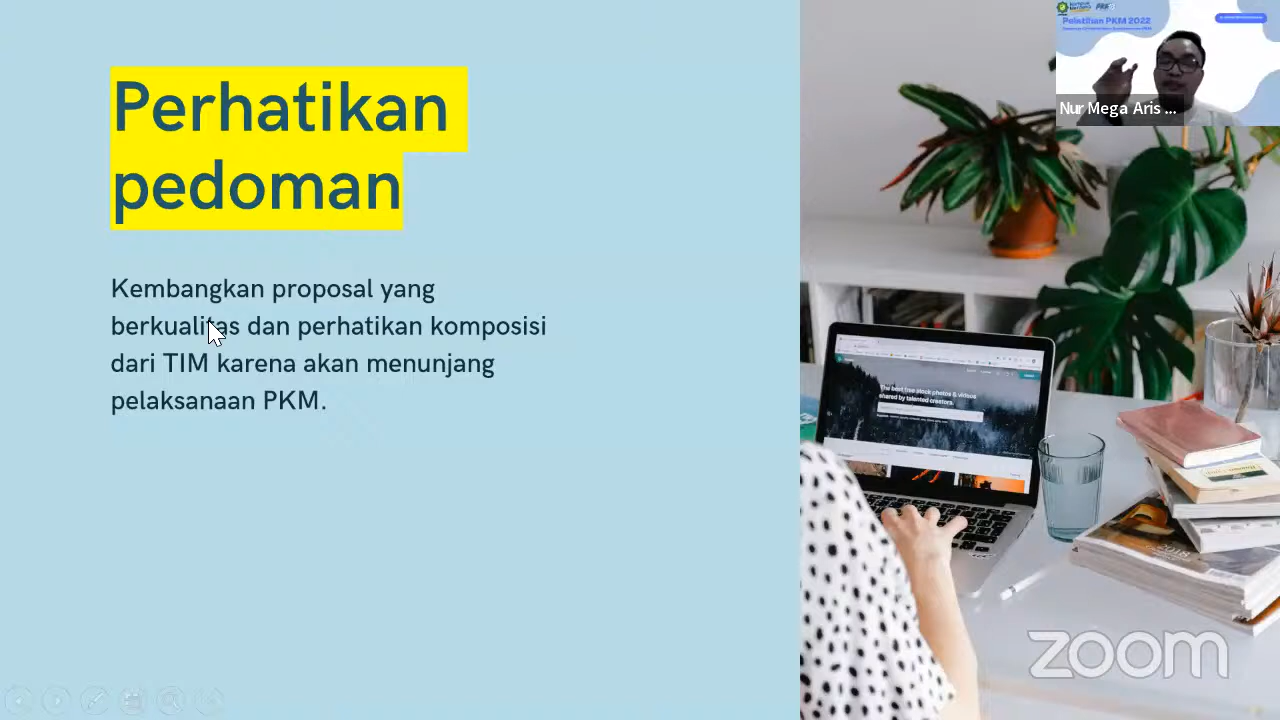 Perhatikan
pedoman
Kembangkan proposal yang
berkualitas dan perhatikan komposisi
dari TIM karena akan menunjang
pelaksanaan PKM.
Pelatihan PKM 2022
Nur Mega Aris ...
The best free stock photos & videos
shared by talented creators.
2018
zoom